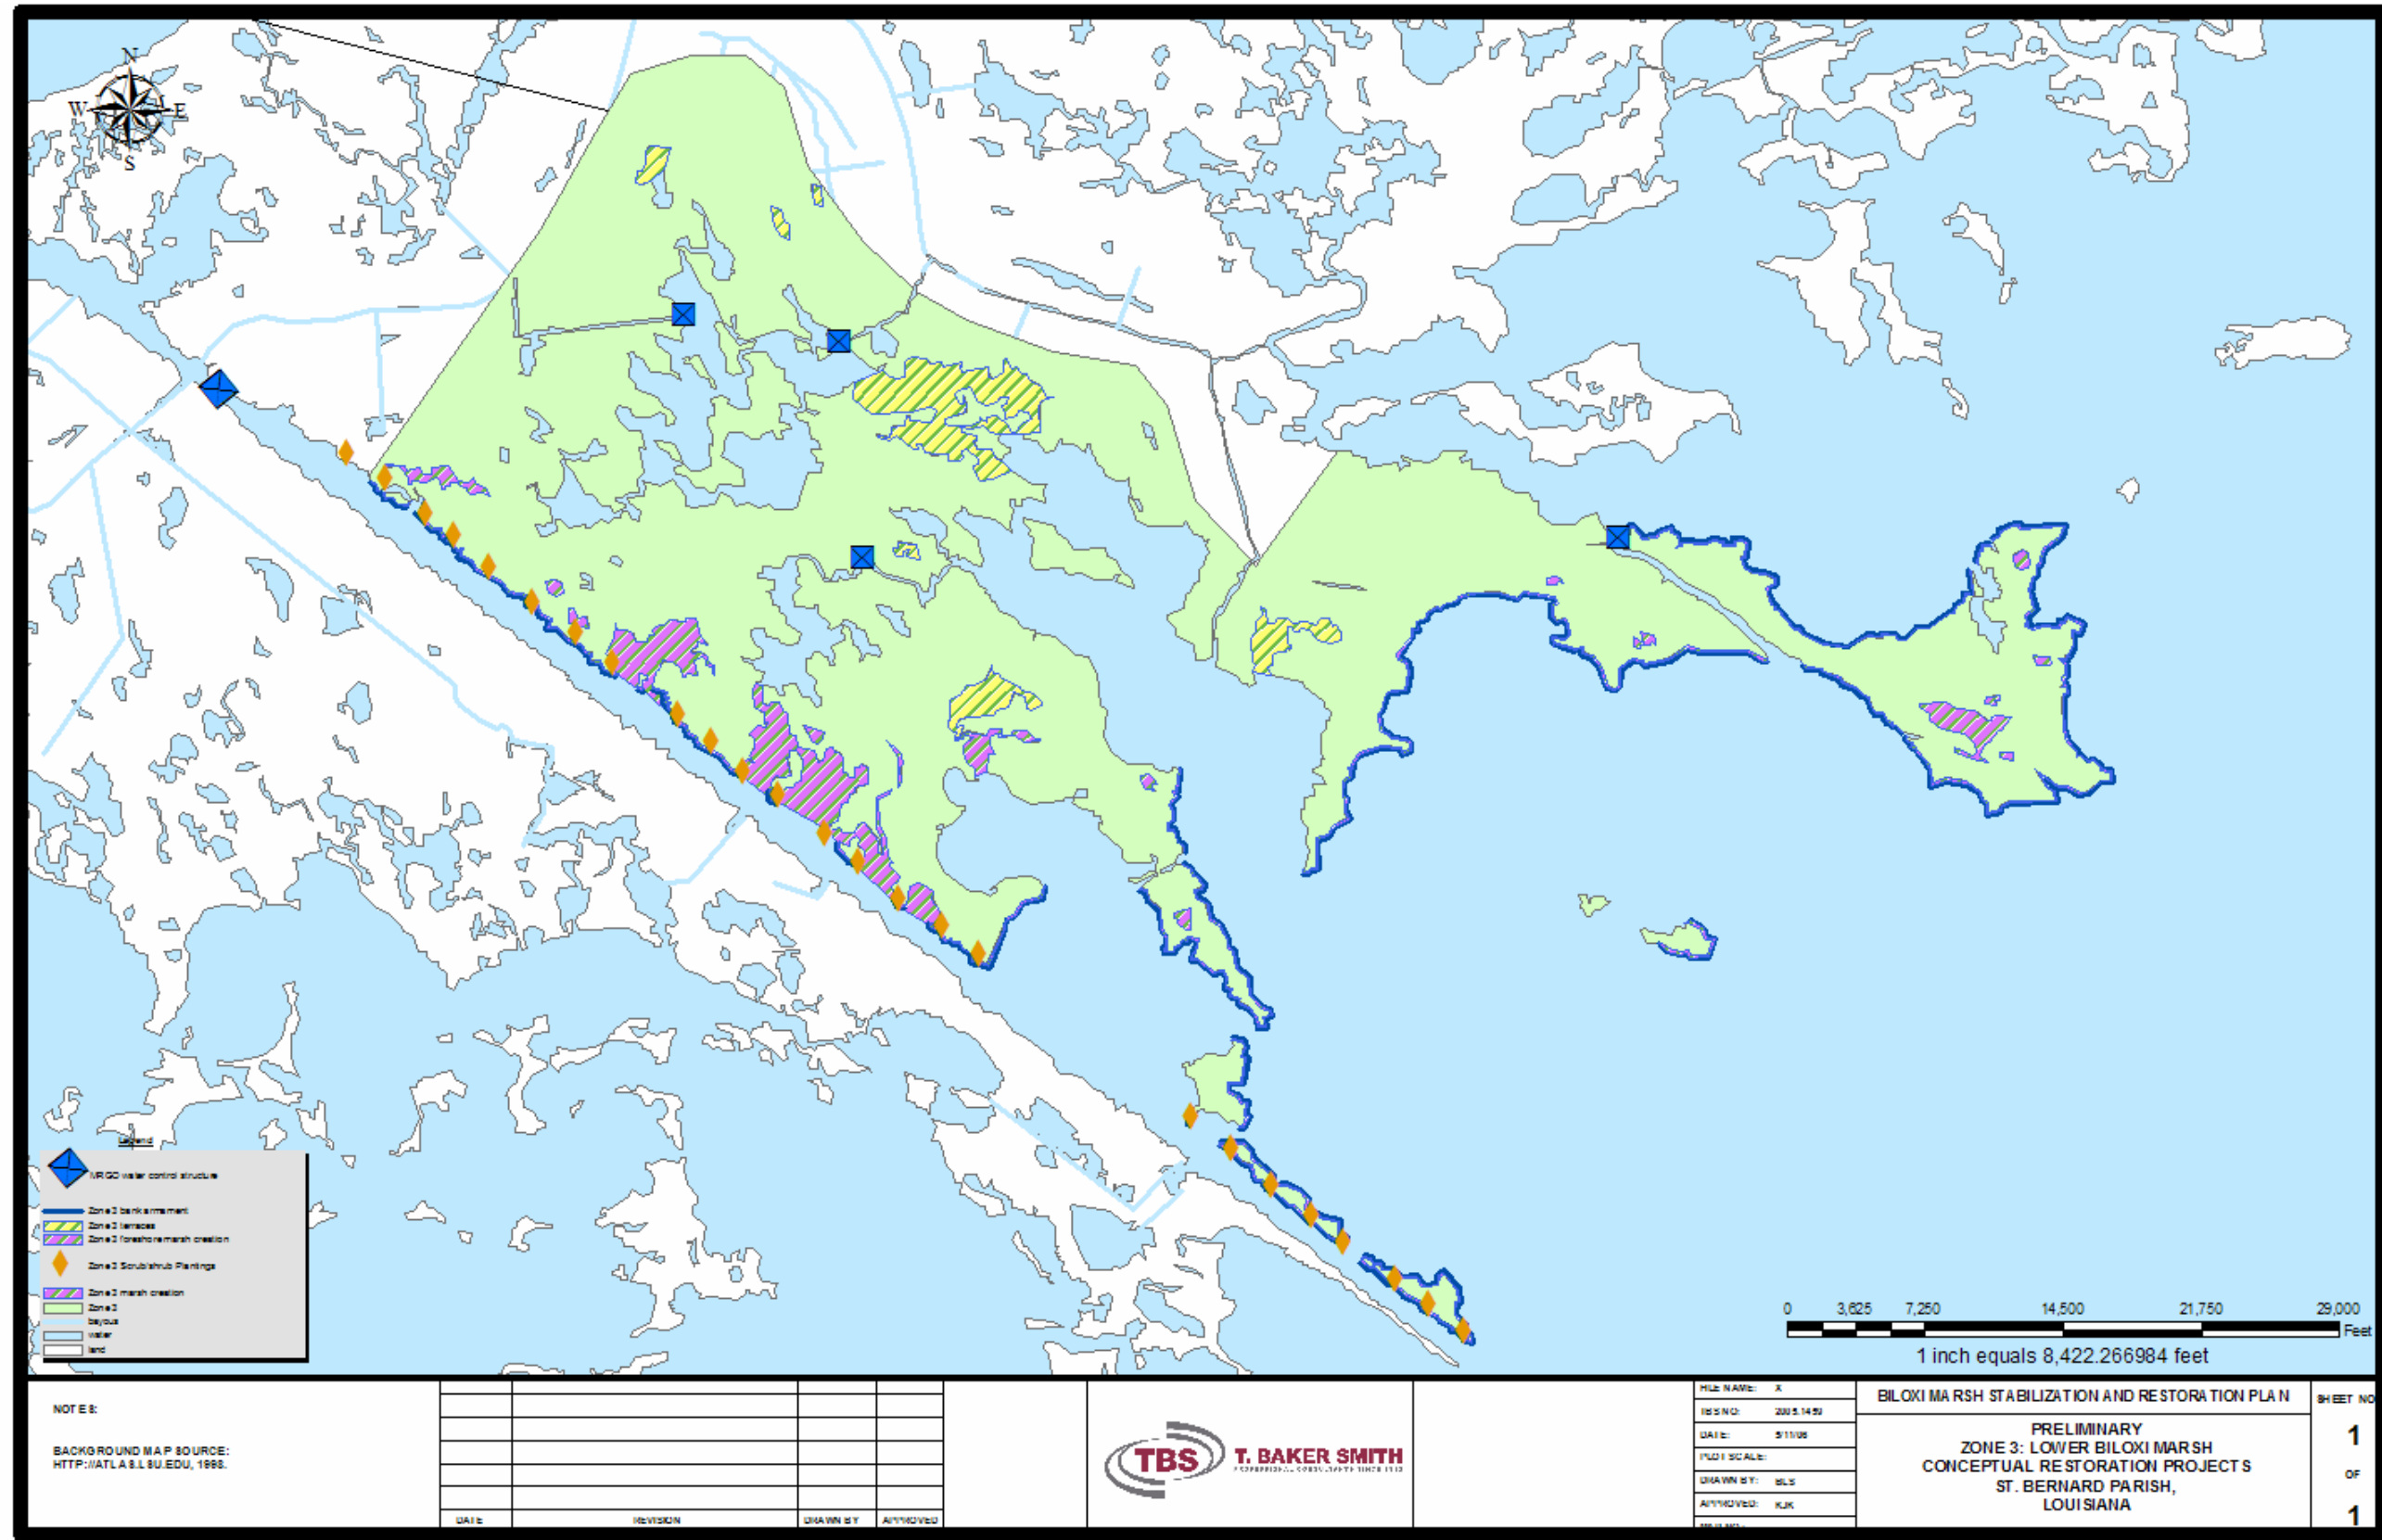 N
W E
S
Legend
MRGO water control structure
Zone 3 bank armament
Zone 3 terraces
Zone 3 foreshore marsh creation
Zone 3 Scrub/shrub Plantings
Zone 3 marsh creation
Zone 3
bayous
water
land
0 3,625 7,250 14,500 21,750 29,000
Feet
1 inch equals 8,422.266984 feet
NOTES:
BACKGROUND MAP SOURCE:
HTTP://ATLAS.LSU.EDU, 1998.
DATE REVISION DRAWN BY APPROVED
TBS T. BAKER SMITH
FILE NAME: X
TBS NO: 2005.1459
DATE: 5/11/06
PLOT SCALE:
DRAWN BY: BLS
APPROVED: KJK
BILOXI MARSH STABILIZATION AND RESTORATION PLAN
PRELIMINARY
ZONE 3: LOWER BILOXI MARSH
CONCEPTUAL RESTORATION PROJECTS
ST. BERNARD PARISH,
LOUISIANA
SHEET NO
1
OF
1